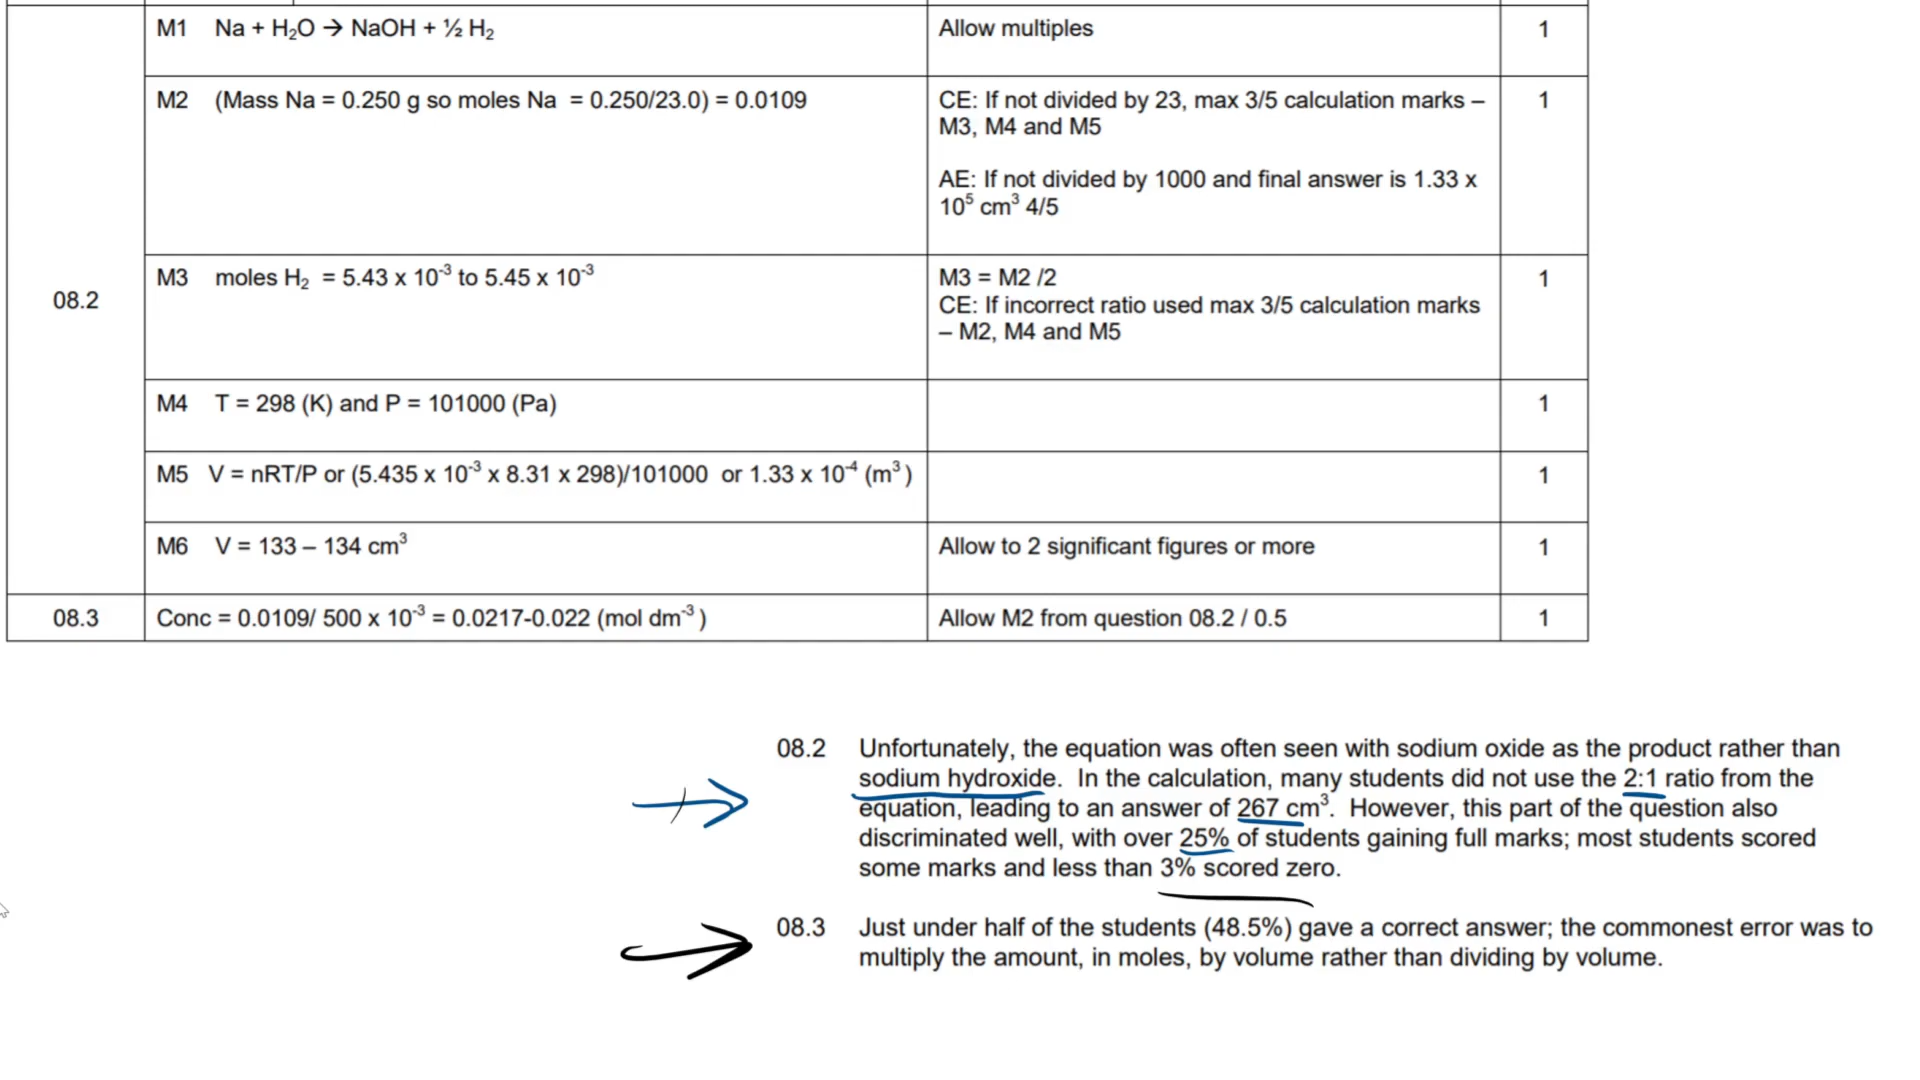 M1 Na + H₂O → NaOH + ½ H₂
Allow multiples
1
M2 (Mass Na = 0.250 g so moles Na = 0.250/23.0) = 0.0109
CE: If not divided by 23, max 3/5 calculation marks –
M3, M4 and M5
AE: If not divided by 1000 and final answer is 1.33 x
10⁵ cm³ 4/5
1
08.2
M3 moles H₂ = 5.43 x 10⁻³ to 5.45 x 10⁻³
M3 = M2 /2
CE: If incorrect ratio used max 3/5 calculation marks
– M2, M4 and M5
1
M4 T = 298 (K) and P = 101000 (Pa)
1
M5 V = nRT/P or (5.435 x 10⁻³ x 8.31 x 298)/101000 or 1.33 x 10⁻⁴ (m³ )
1
M6 V = 133 – 134 cm³
Allow to 2 significant figures or more
1
08.3
Conc = 0.0109/ 500 x 10⁻³ = 0.0217-0.022 (mol dm⁻³ )
Allow M2 from question 08.2 / 0.5
1
08.2 Unfortunately, the equation was often seen with sodium oxide as the product rather than
sodium hydroxide. In the calculation, many students did not use the 2:1 ratio from the
equation, leading to an answer of 267 cm³. However, this part of the question also
discriminated well, with over 25% of students gaining full marks; most students scored
some marks and less than 3% scored zero.
08.3 Just under half of the students (48.5%) gave a correct answer; the commonest error was to
multiply the amount, in moles, by volume rather than dividing by volume.